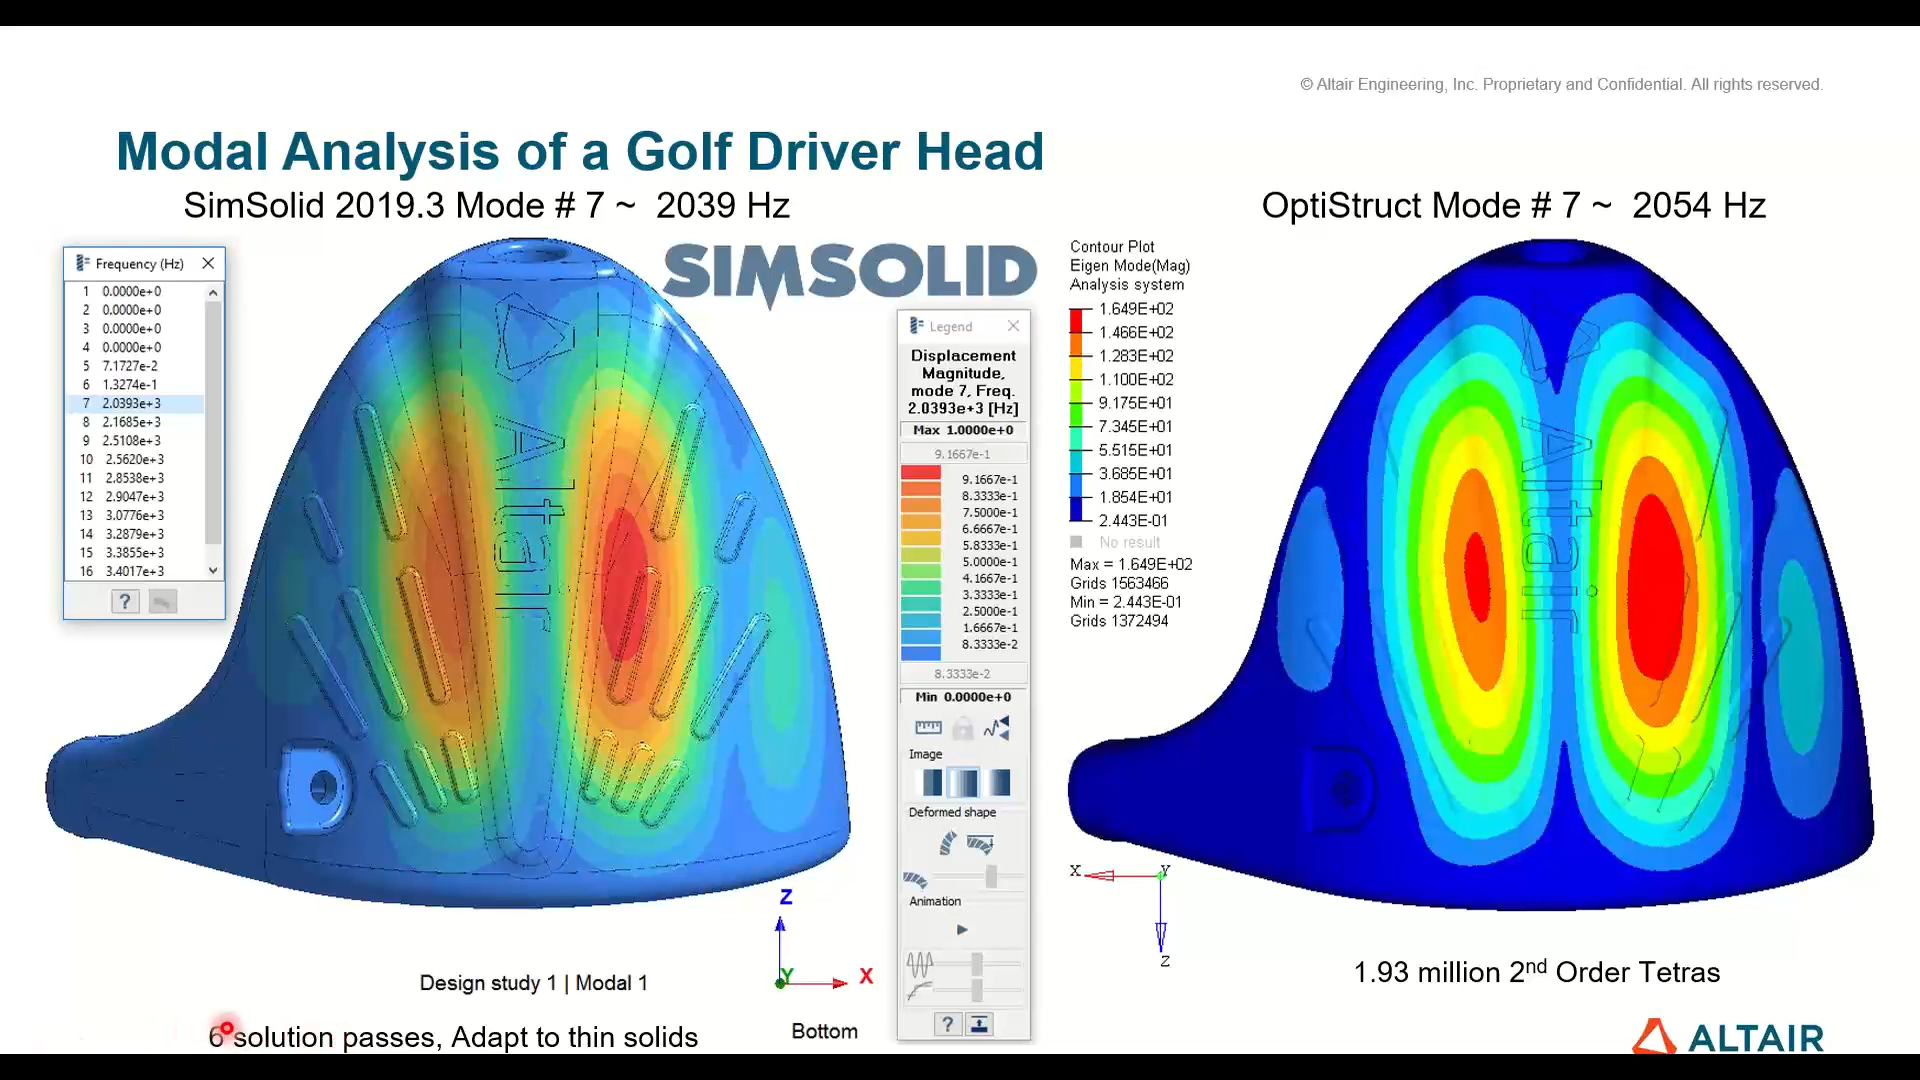 © Altair Engineering, Inc. Proprietary and Confidential. All rights reserved.
Modal Analysis of a Golf Driver Head
SimSolid 2019.3 Mode # 7 ~ 2039 Hz
OptiStruct Mode # 7 ~ 2054 Hz
Frequency (Hz)
1 0.0000e+0
2 0.0000e+0
3 0.0000e+0
4 0.0000e+0
5 7.1727e-2
6 1.3274e-1
7 2.0393e+3
8 2.1685e+3
9 2.5108e+3
10 2.5620e+3
11 2.8538e+3
12 2.9047e+3
13 3.0776e+3
14 3.2879e+3
15 3.3855e+3
16 3.4017e+3
?
SIMSOLID
Altair
Legend
Displacement
Magnitude,
mode 7, Freq.
2.0393e+3 [Hz]
Max 1.0000e+0
9.1667e-1
9.1667e-1
8.3333e-1
7.5000e-1
6.6667e-1
5.8333e-1
5.0000e-1
4.1667e-1
3.3333e-1
2.5000e-1
1.6667e-1
8.3333e-2
8.3333e-2
Min 0.0000e+0
Image
Deformed shape
Animation
?
Contour Plot
Eigen Mode(Mag)
Analysis system
1.649E+02
1.466E+02
1.283E+02
1.100E+02
9.175E+01
7.345E+01
5.515E+01
3.685E+01
1.854E+01
2.443E-01
No result
Max = 1.649E+02
Grids 1563466
Min = 2.443E-01
Grids 1372494
Altair
X
Y
Z
Z
Y
X
Design study 1 | Modal 1
Bottom
6 solution passes, Adapt to thin solids
1.93 million 2nd Order Tetras
ALTAIR